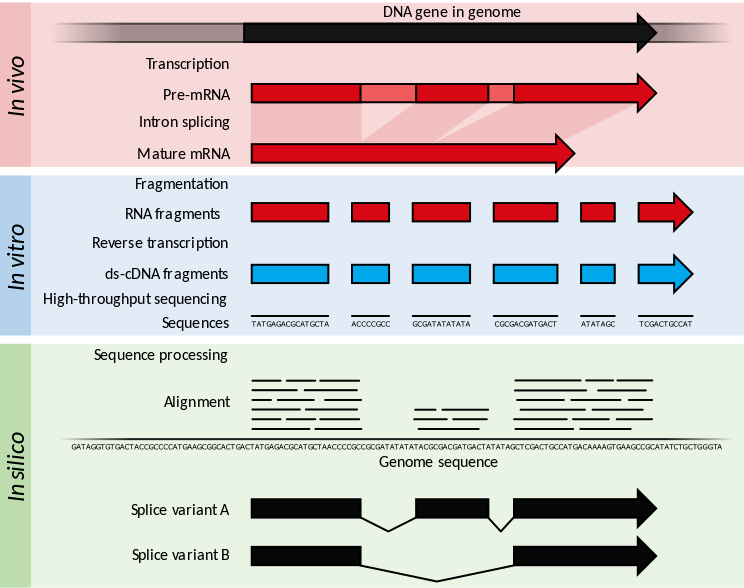 In vivo
DNA gene in genome
Transcription
Pre-mRNA
Intron splicing
Mature mRNA
In vitro
Fragmentation
RNA fragments
Reverse transcription
ds-cDNA fragments
High-throughput sequencing
Sequences TATGAGACGCATGCTA ACCCCGCC GCGATATATATA CGCGACGATGACT ATATAGC TCGACTGCCAT
In silico
Sequence processing
Alignment
GATAGGTGTGACTACCGCCCCATGAAGCGGCACTGACTATGAGACGCATGCTAACCCCGCCGCGATATATATACGCGACGATGACTATATAGCTCGACTGCCATGACAAAAGTGAAGCCGCATATCTGCTGGGTA
Genome sequence
Splice variant A
Splice variant B